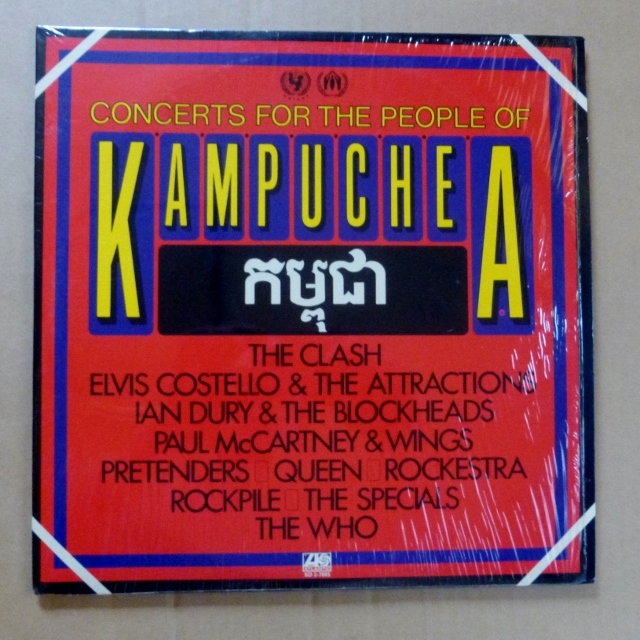 CONCERTS FOR THE PEOPLE OF
KAMPUCHEA
កម្ពុជា
THE CLASH
ELVIS COSTELLO & THE ATTRACTIONS
IAN DURY & THE BLOCKHEADS
PAUL McCARTNEY & WINGS
PRETENDERS QUEEN ROCKESTRA
ROCKPILE THE SPECIALS
THE WHO
ATLANTIC